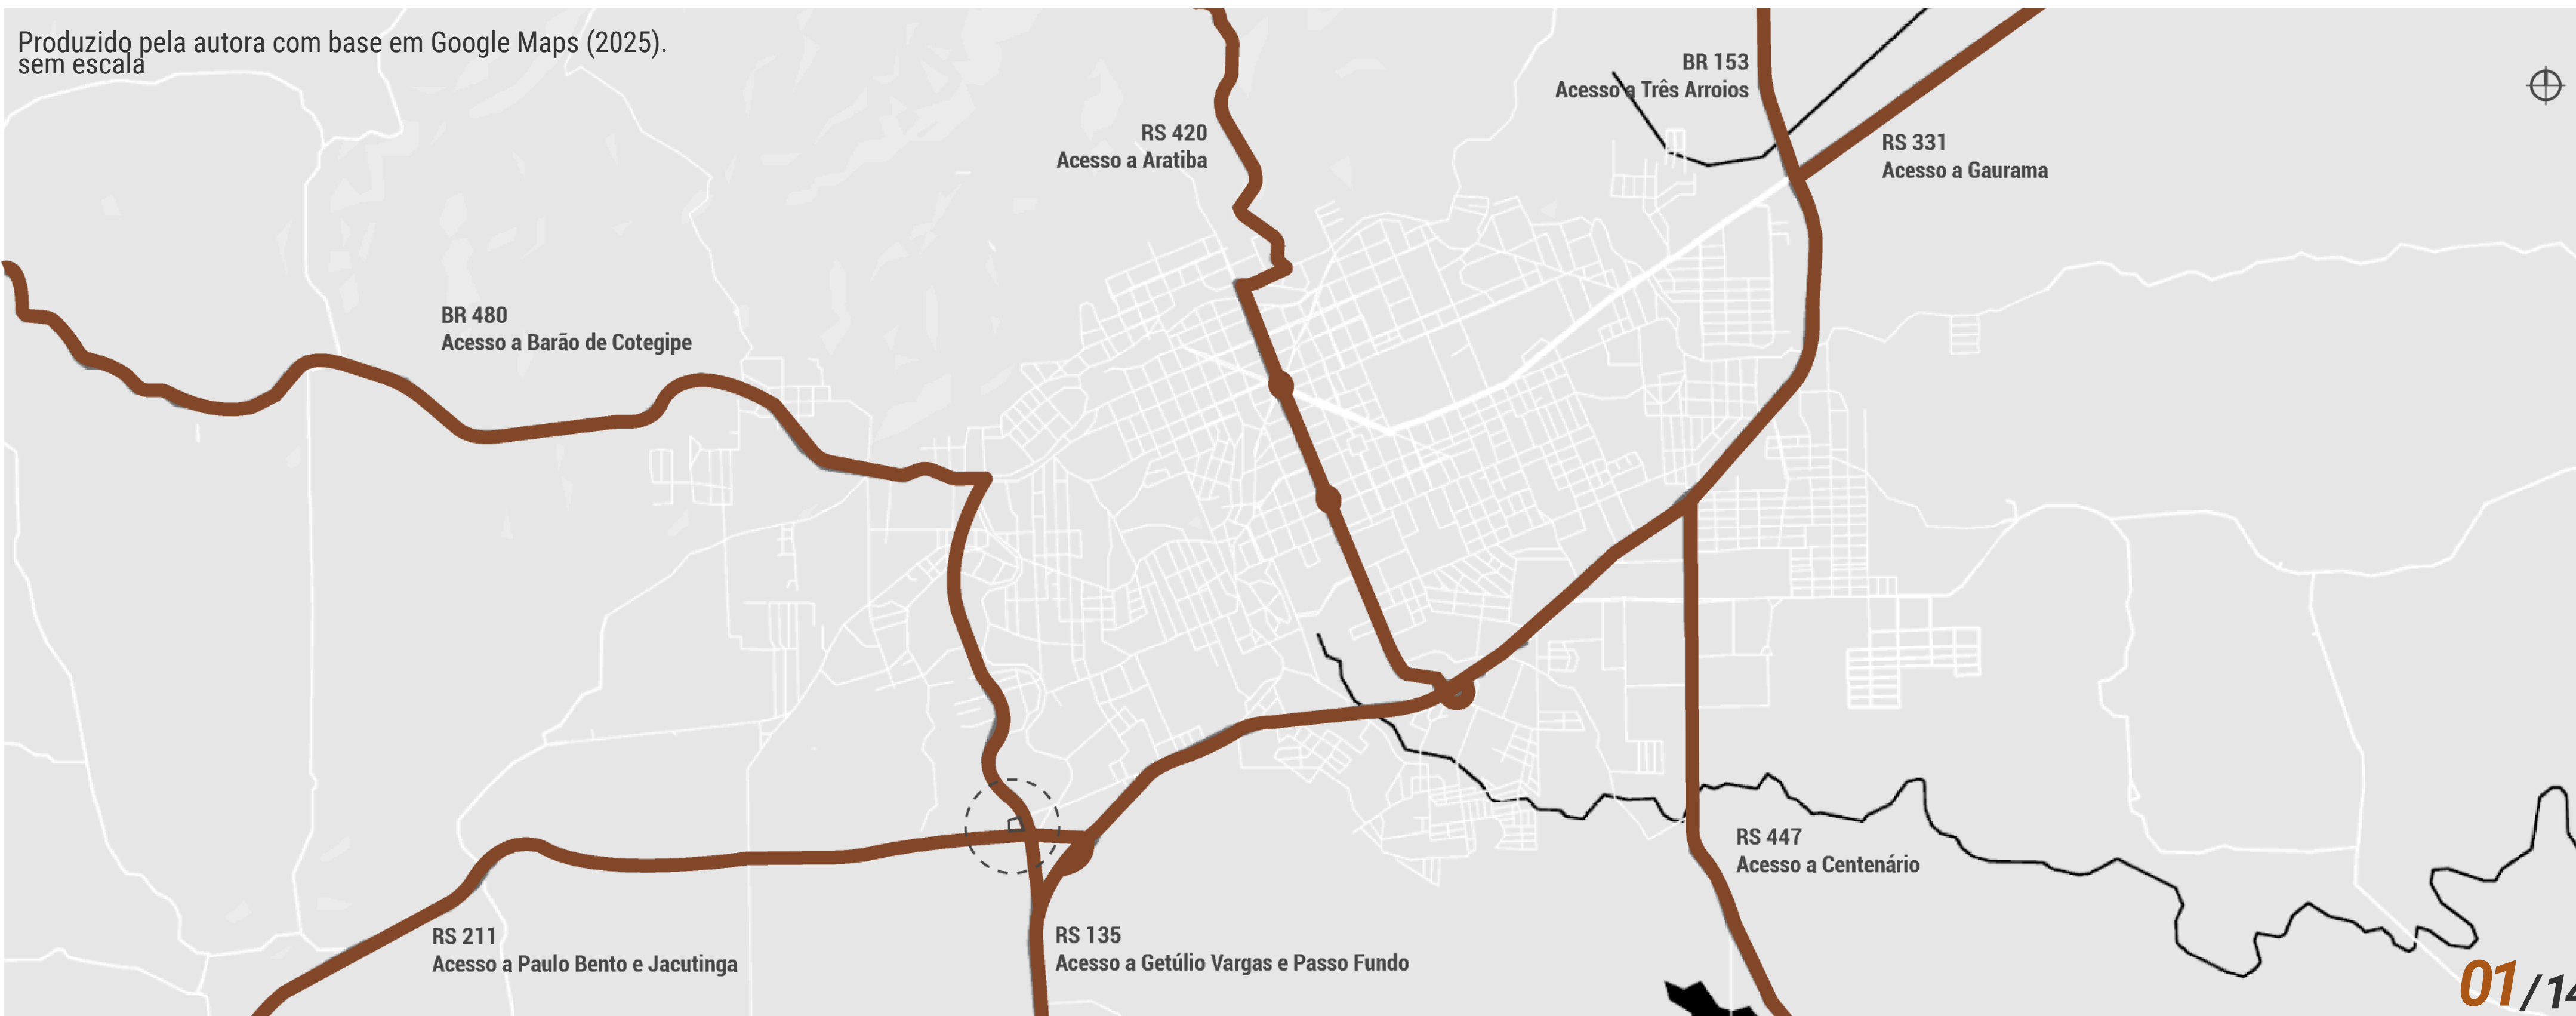 Produzido pela autora com base em Google Maps (2025).
sem escala
BR 153
Acesso a Três Arroios
RS 420
Acesso a Aratiba
RS 331
Acesso a Gaurama
BR 480
Acesso a Barão de Cotegipe
RS 447
Acesso a Centenário
RS 211
Acesso a Paulo Bento e Jacutinga
RS 135
Acesso a Getúlio Vargas e Passo Fundo
01/14